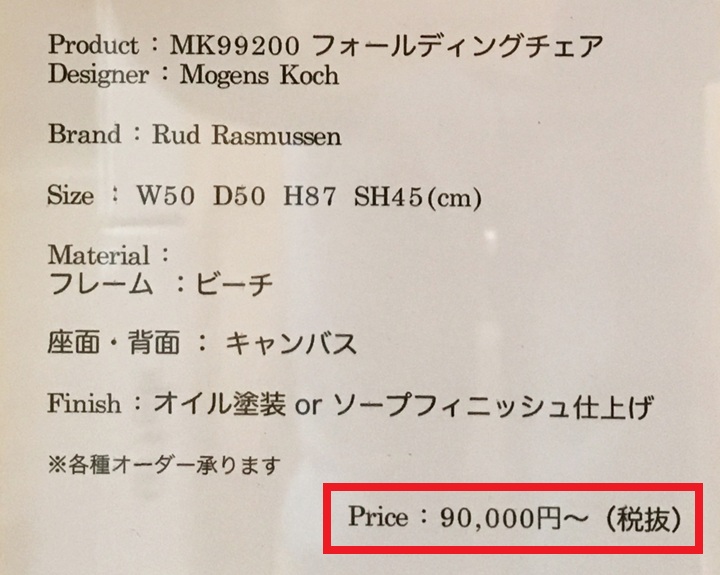 Product : MK99200 フォールディングチェア
Designer : Mogens Koch
Brand : Rud Rasmussen
Size : W50 D50 H87 SH45(cm)
Material :
フレーム : ビーチ
座面・背面 : キャンバス
Finish : オイル塗装 or ソープフィニッシュ仕上げ
※各種オーダー承ります
Price : 90,000円～（税抜）